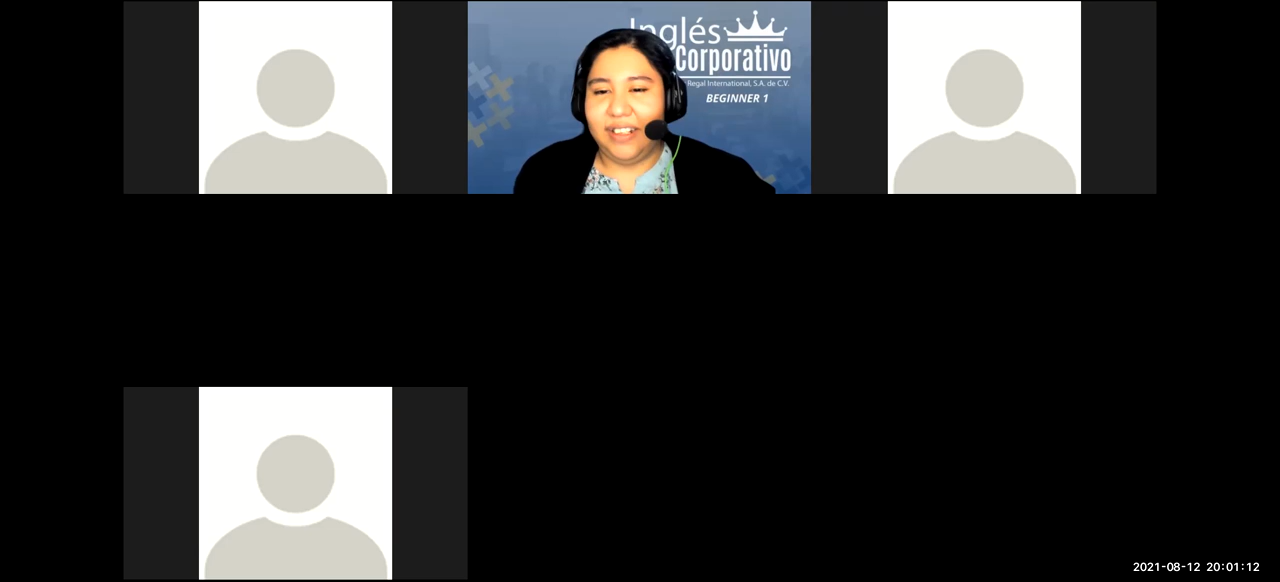 Inglés
Corporativo
Regal International, S.A. de C.V.
BEGINNER 1
2021-08-12 20:01:12